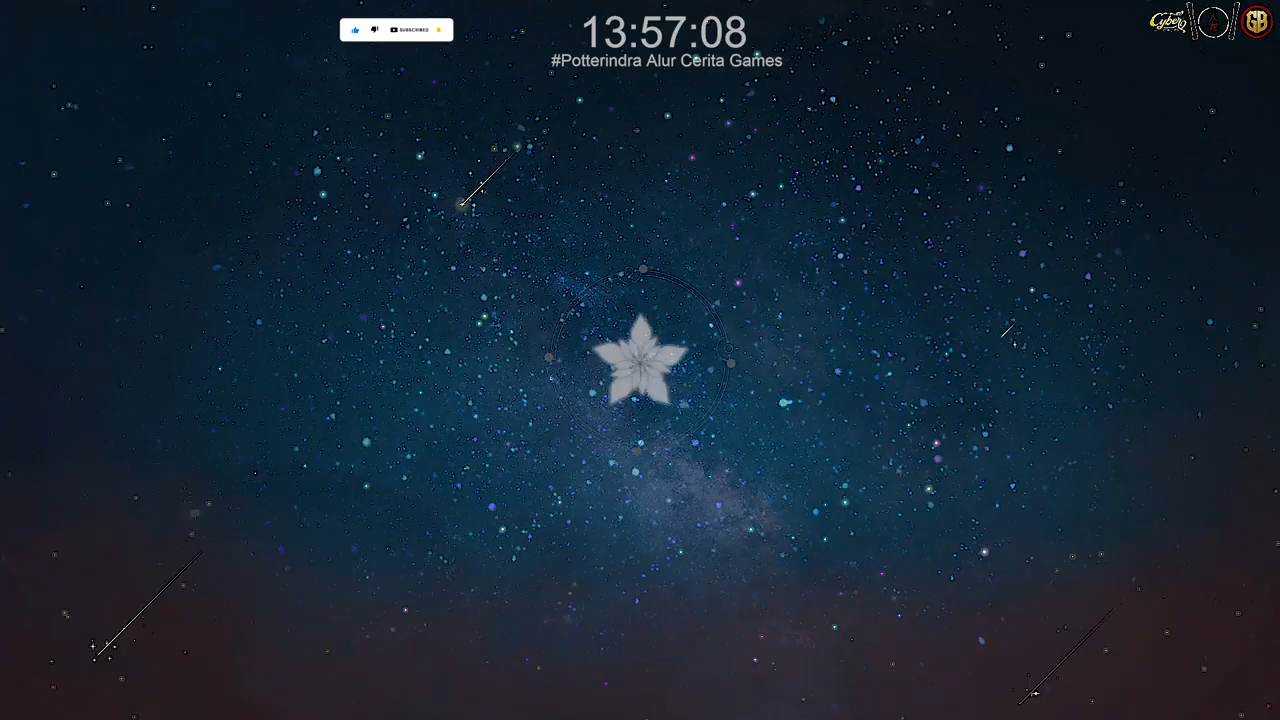 SUBSCRIBED
13:57:08
#Potterindra Alur Cerita Games
Cyber
GB